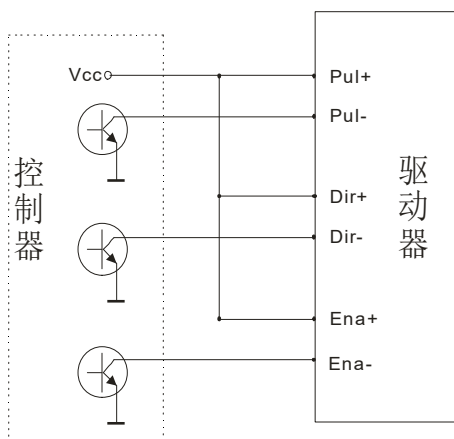 Vcc
Pul+
Pul-
控制器
驱动器
Dir+
Dir-
Ena+
Ena-